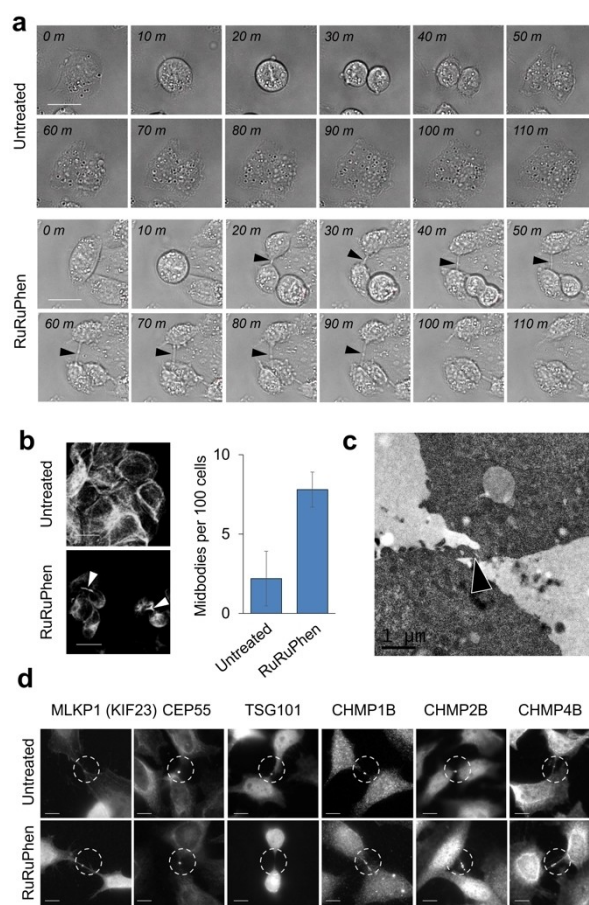 a
Untreated
0 m 10 m 20 m 30 m 40 m 50 m
60 m 70 m 80 m 90 m 100 m 110 m
RuRuPhen
0 m 10 m 20 m 30 m 40 m 50 m
60 m 70 m 80 m 90 m 100 m 110 m
b
Untreated
RuRuPhen
Midbodies per 100 cells
10
5
0
Untreated
RuRuPhen
c
1 µm
d
MLKP1 (KIF23) CEP55 TSG101 CHMP1B CHMP2B CHMP4B
Untreated
RuRuPhen